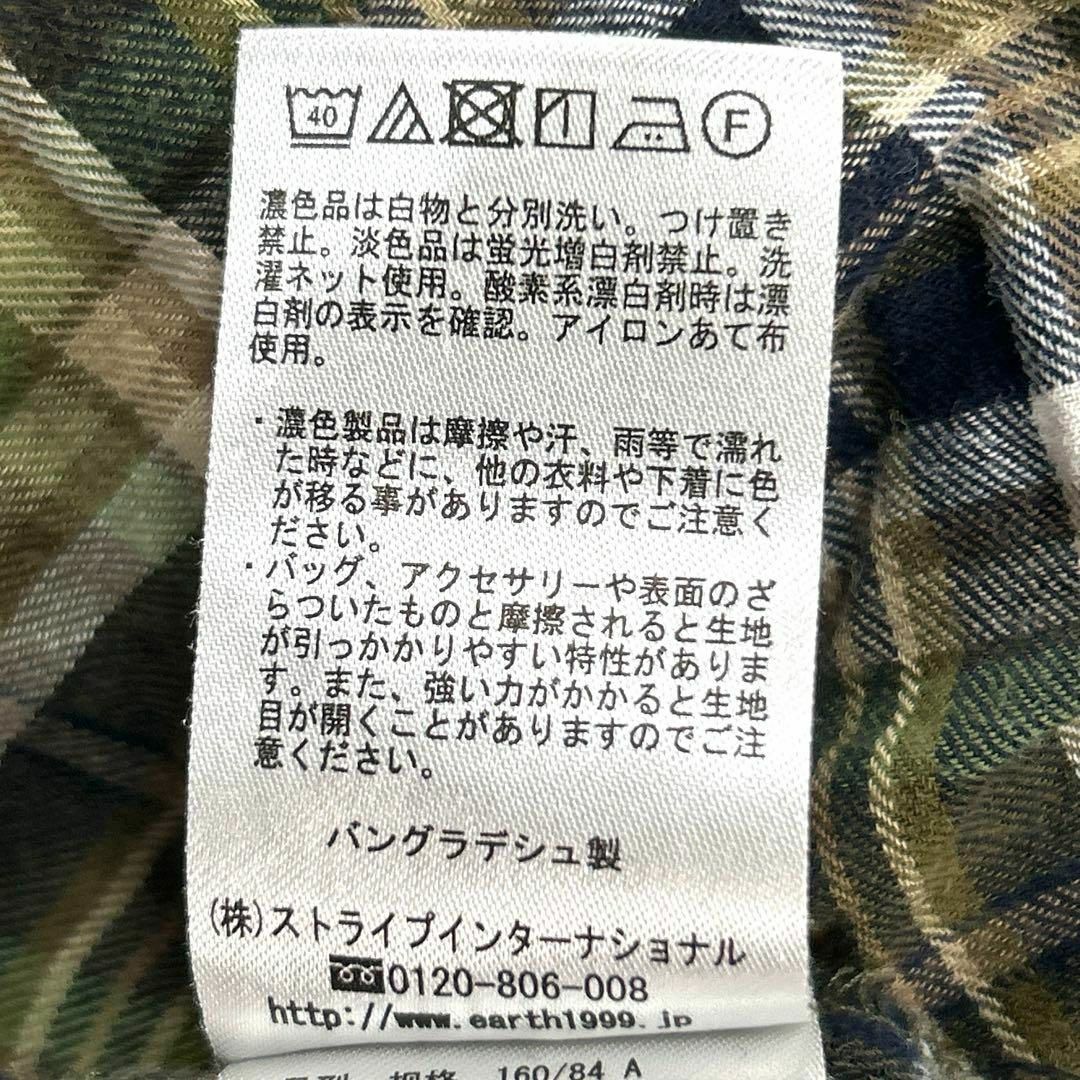 40 F
濃色品は白物と分別洗い。つけ置き
禁止。淡色品は蛍光増白剤禁止。洗
濯ネット使用。酸素系漂白剤時は漂
白剤の表示を確認。アイロンあて布
使用。
・濃色製品は摩擦や汗、雨等で濡れ
た時などに、他の衣料や下着に色
が移る事がありますのでご注意く
ださい。
・バッグ、アクセサリーや表面のざ
らついたものと摩擦されると生地
が引っかかりやすい特性がありま
す。また、強い力がかかると生地
目が開くことがありますのでご注
意ください。
バングラデシュ製
(株)ストライプインターナショナル
0120-806-008
http://www.earth1999.jp
号型 规格 160/84 A